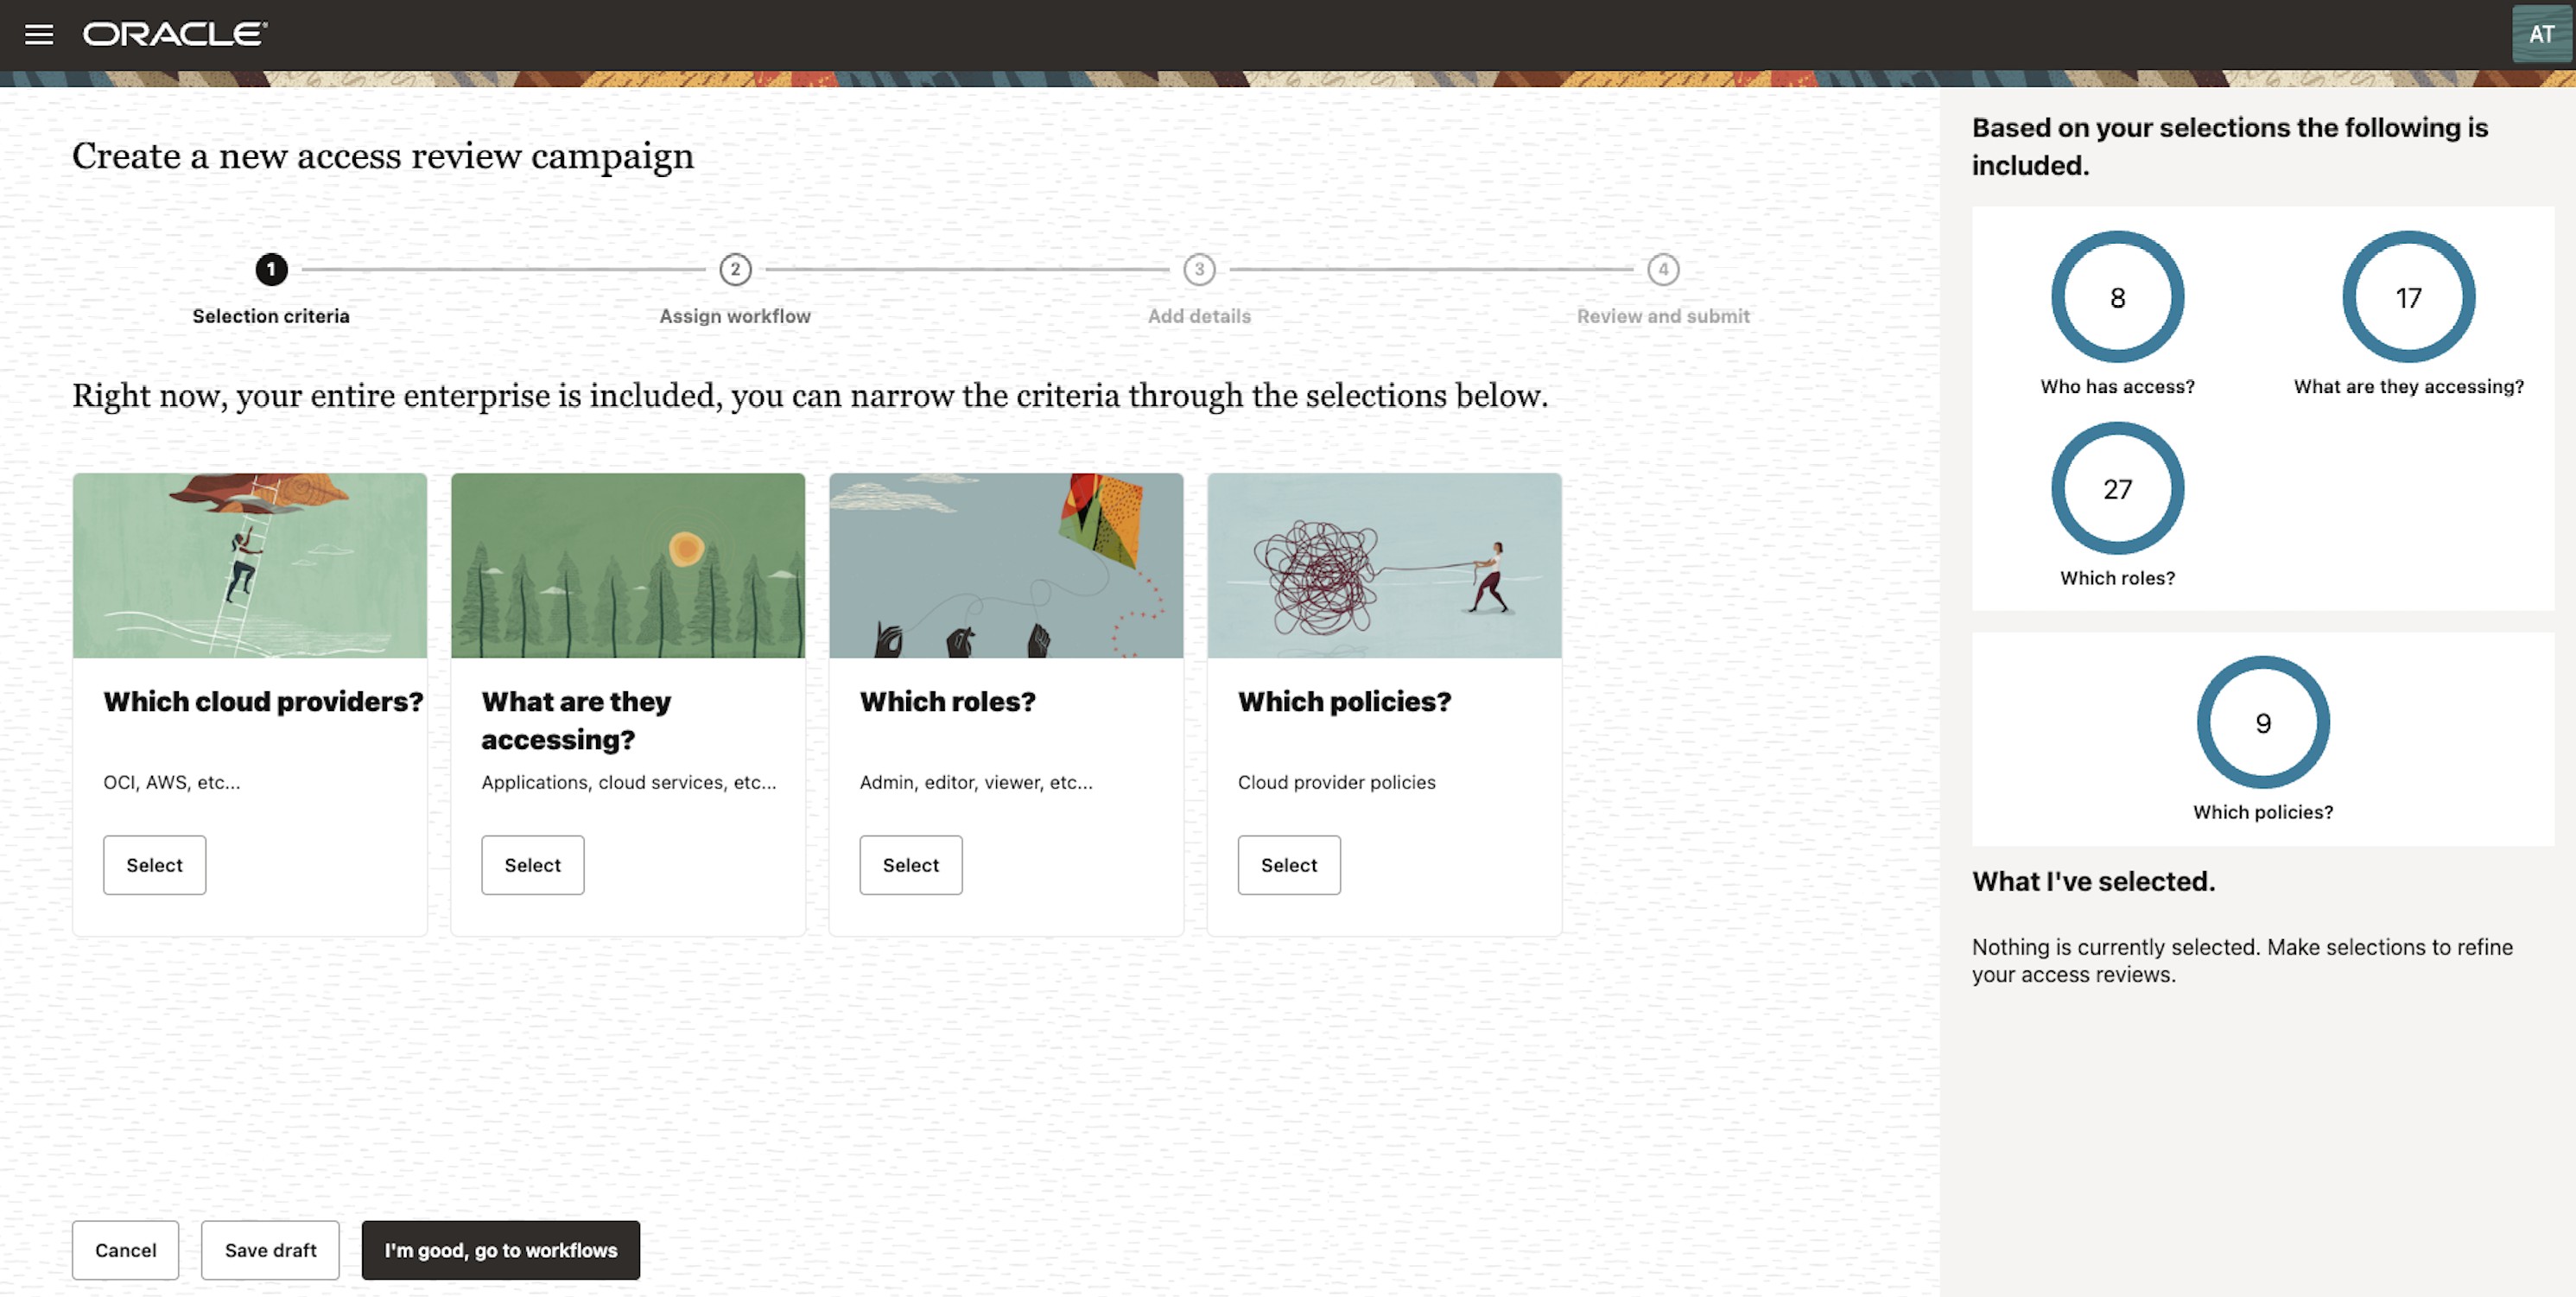 ORACLE
AT
Create a new access review campaign
1
2
3
4
Selection criteria
Assign workflow
Add details
Review and submit
Right now, your entire enterprise is included, you can narrow the criteria through the selections below.
Which cloud providers?
OCI, AWS, etc...
Select
What are they
accessing?
Applications, cloud services, etc...
Select
Which roles?
Admin, editor, viewer, etc...
Select
Which policies?
Cloud provider policies
Select
Cancel
Save draft
I'm good, go to workflows
Based on your selections the following is
included.
8
Who has access?
17
What are they accessing?
27
Which roles?
9
Which policies?
What I've selected.
Nothing is currently selected. Make selections to refine
your access reviews.